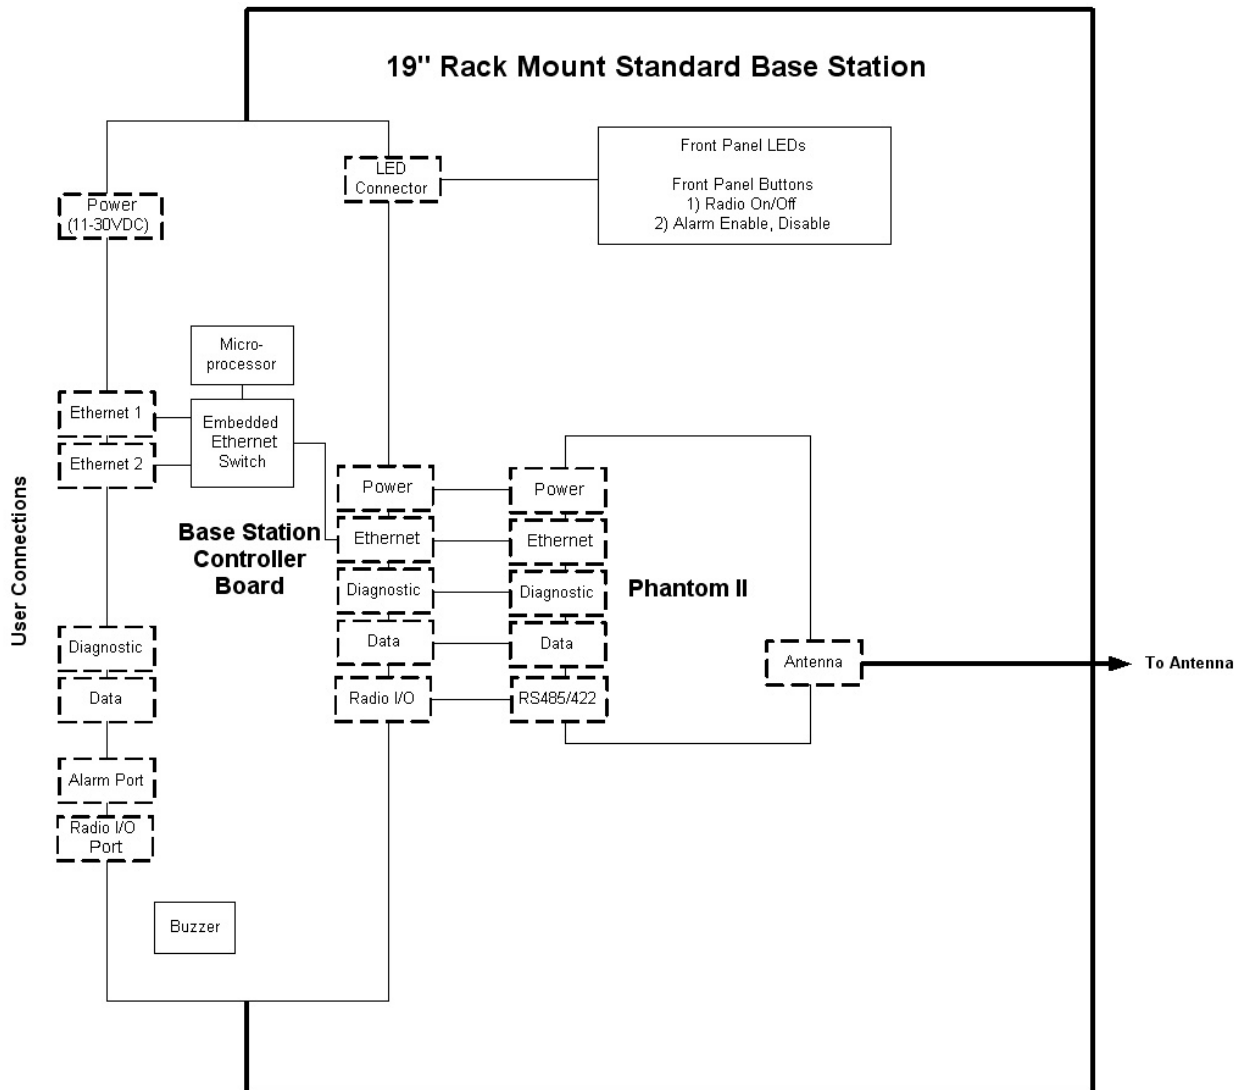 19" Rack Mount Standard Base Station
Front Panel LEDs
Front Panel Buttons
1) Radio On/Off
2) Alarm Enable, Disable
LED
Connector
Power
(11-30VDC)
Micro-
processor
Ethernet 1
Embedded
Ethernet
Switch
Ethernet 2
User Connections
Base Station
Controller
Board
Power
Power
Ethernet
Ethernet
Diagnostic
Diagnostic
Phantom II
Data
Data
Radio I/O
RS485/422
Antenna
To Antenna
Diagnostic
Data
Alarm Port
Radio I/O
Port
Buzzer